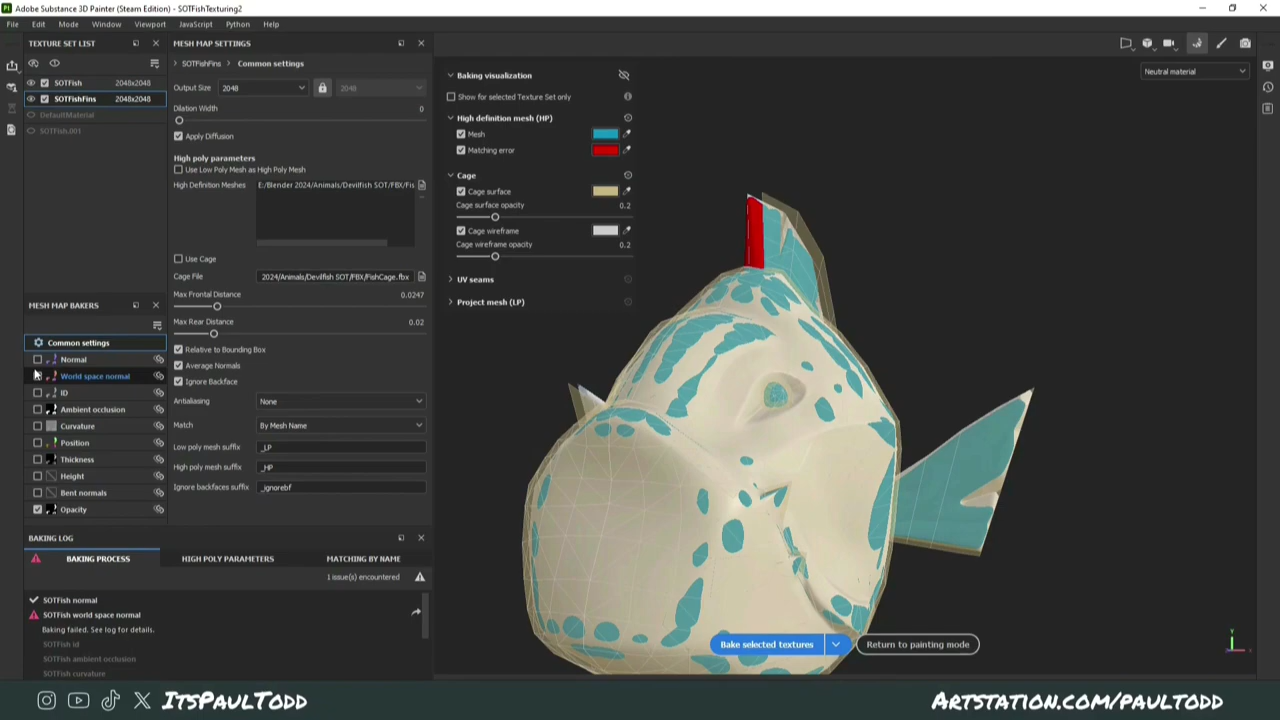 Adobe Substance 3D Painter (Steam Edition) - SOTFishTexturing2
File Edit Mode Window Viewport JavaScript Python Help
TEXTURE SET LIST
SOTFish 2048x2048
SOTFishFins 2048x2048
DefaultMaterial
SOTFish.001
MESH MAP BAKERS
Common settings
Normal
World space normal
ID
Ambient occlusion
Curvature
Position
Thickness
Height
Bent normals
Opacity
MESH MAP SETTINGS
SOTFishFins > Common settings
Output Size 2048 2048
Dilation Width 0
Apply Diffusion
High poly parameters
Use Low Poly Mesh as High Poly Mesh
High Definition Meshes E:/Blender 2024/Animals/Devilfish SOT/FBX/Fis
Use Cage
Cage File 2024/Animals/Devilfish SOT/FBX/FishCage.fbx
Max Frontal Distance 0.0247
Max Rear Distance 0.02
Relative to Bounding Box
Average Normals
Ignore Backface
Antialiasing None
Match By Mesh Name
Low poly mesh suffix _LP
High poly mesh suffix _HP
Ignore backfaces suffix _ignorebf
BAKING LOG
BAKING PROCESS HIGH POLY PARAMETERS MATCHING BY NAME
1 issue(s) encountered
SOTFish normal
SOTFish world space normal
Baking failed. See log for details.
SOTFish id
SOTFish ambient occlusion
SOTFish curvature
Baking visualization
Show for selected Texture Set only
High definition mesh (HP)
Mesh
Matching error
Cage
Cage surface
Cage surface opacity 0.2
Cage wireframe
Cage wireframe opacity 0.2
UV seams
Project mesh (LP)
Neutral material
Bake selected textures Return to painting mode
ItsPaulTodd Artstation.com/paultodd